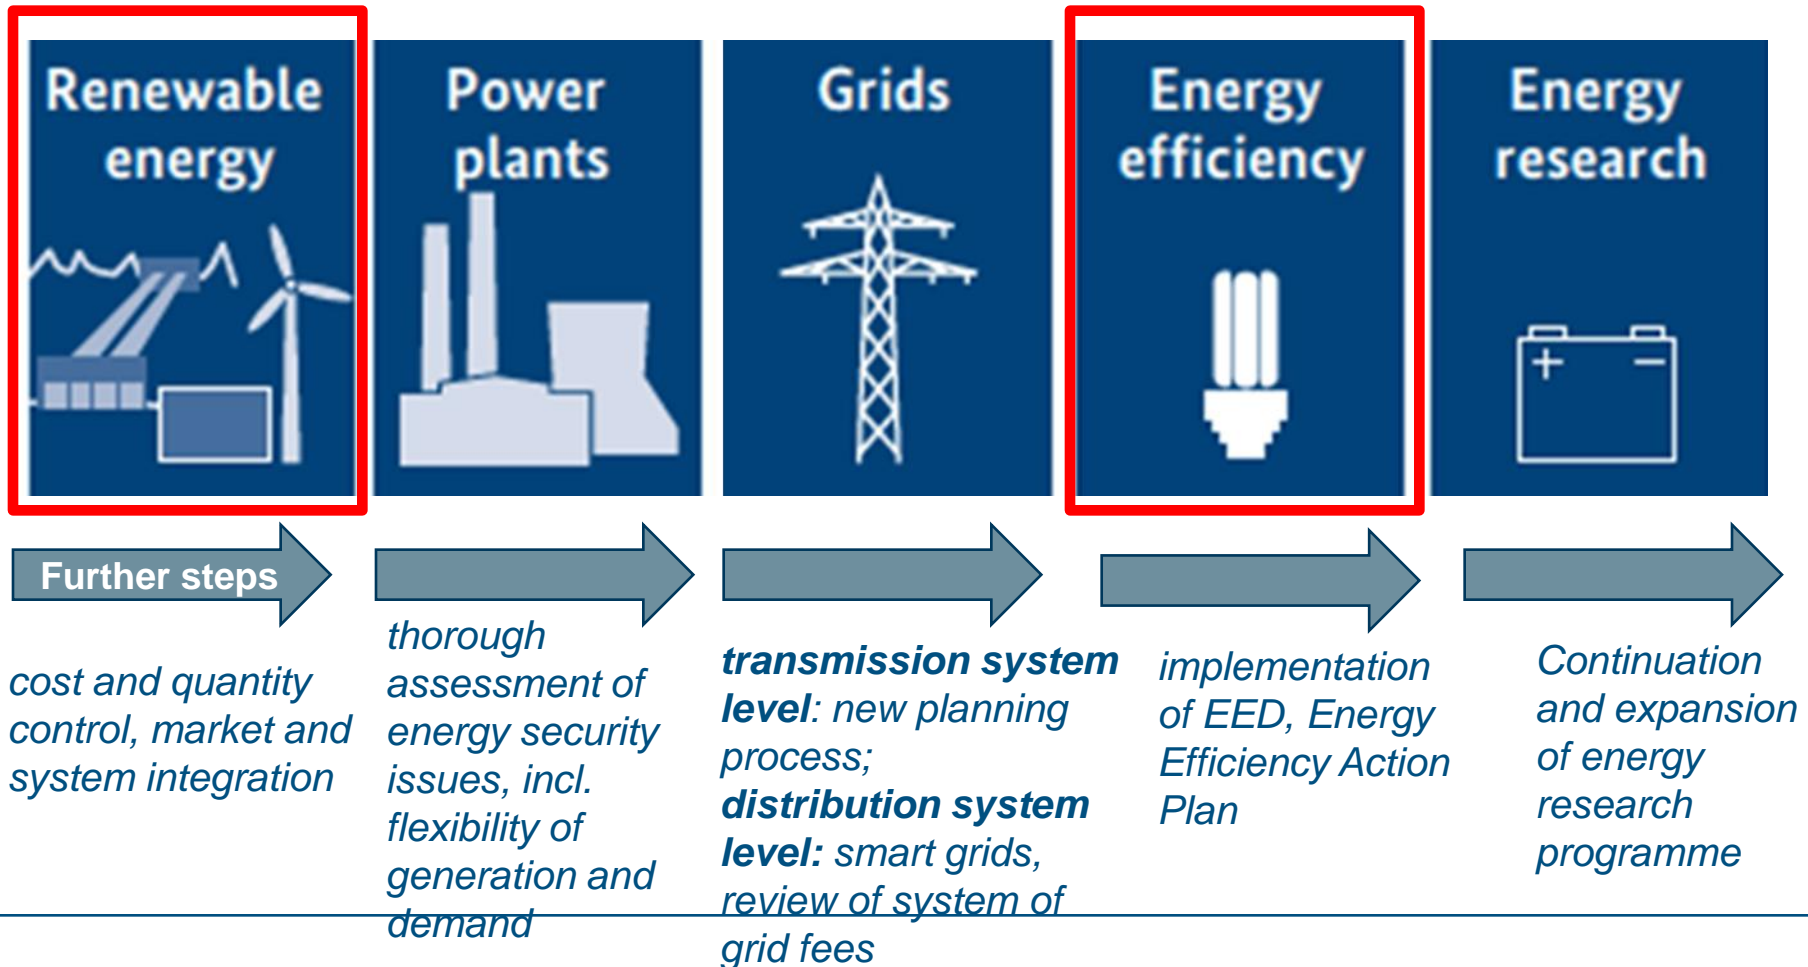 Renewable
energy
Power
plants
Grids
Energy
efficiency
Energy
research
+ −
Further steps
cost and quantity
control, market and
system integration
thorough
assessment of
energy security
issues, incl.
flexibility of
generation and
demand
transmission system
level: new planning
process;
distribution system
level: smart grids,
review of system of
grid fees
implementation
of EED, Energy
Efficiency Action
Plan
Continuation
and expansion
of energy
research
programme